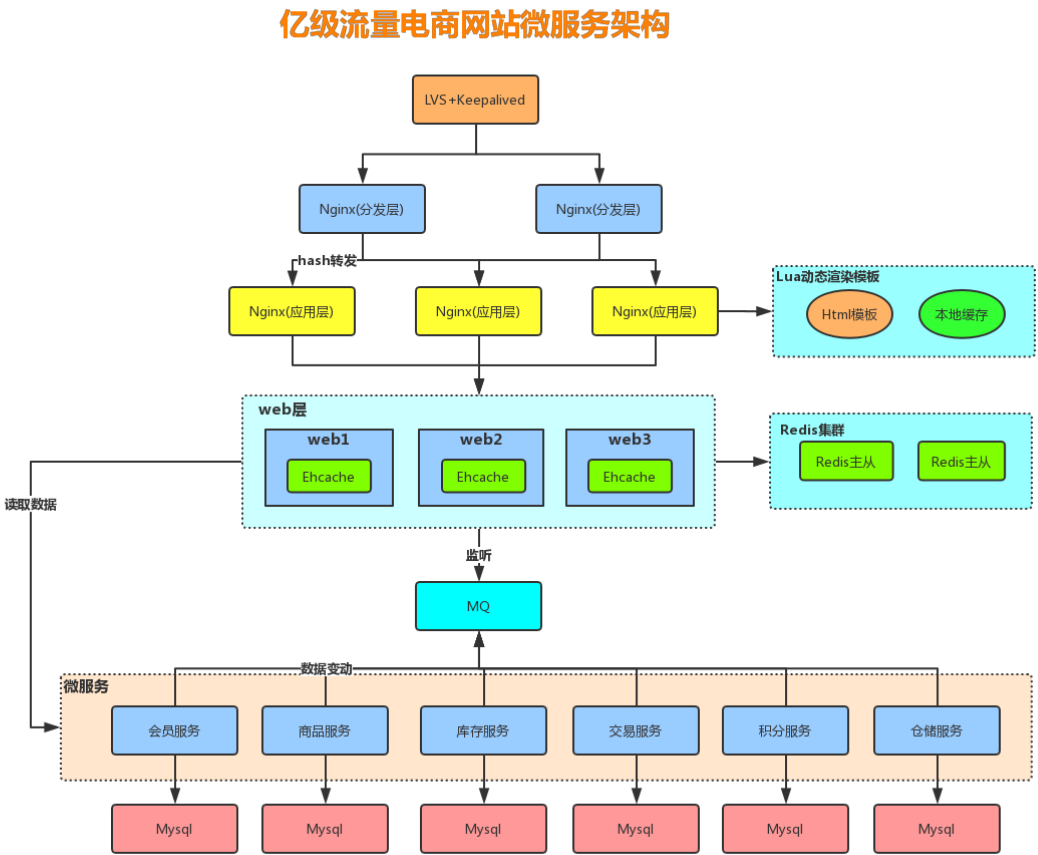 亿级流量电商网站微服务架构
LVS+Keepalived
Nginx(分发层)
Nginx(分发层)
hash转发
Nginx(应用层)
Nginx(应用层)
Nginx(应用层)
Lua动态渲染模板
Html模板
本地缓存
web层
web1
web2
web3
Ehcache
Ehcache
Ehcache
Redis集群
Redis主从
Redis主从
读取数据
监听
MQ
数据变动
微服务
会员服务
商品服务
库存服务
交易服务
积分服务
仓储服务
Mysql
Mysql
Mysql
Mysql
Mysql
Mysql